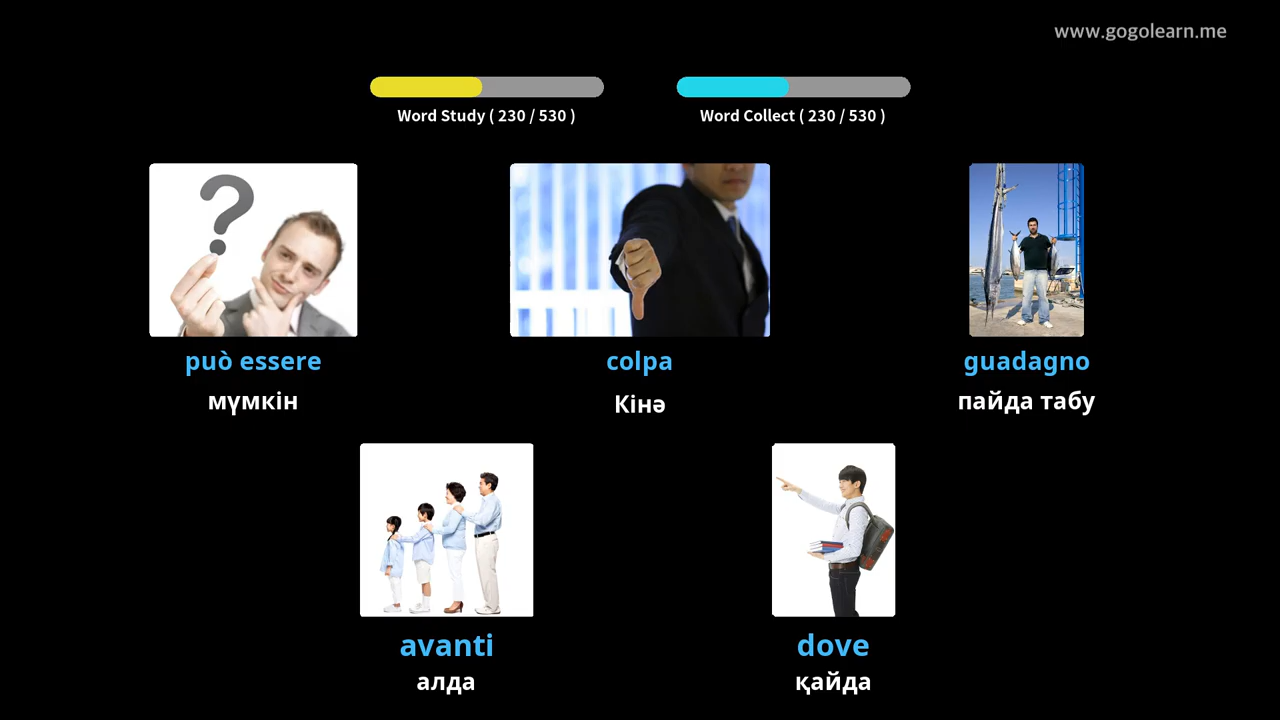 www.gogolearn.me
Word Study ( 230 / 530 )
Word Collect ( 230 / 530 )
può essere
мүмкін
colpa
Кінә
guadagno
пайда табу
avanti
алда
dove
қайда